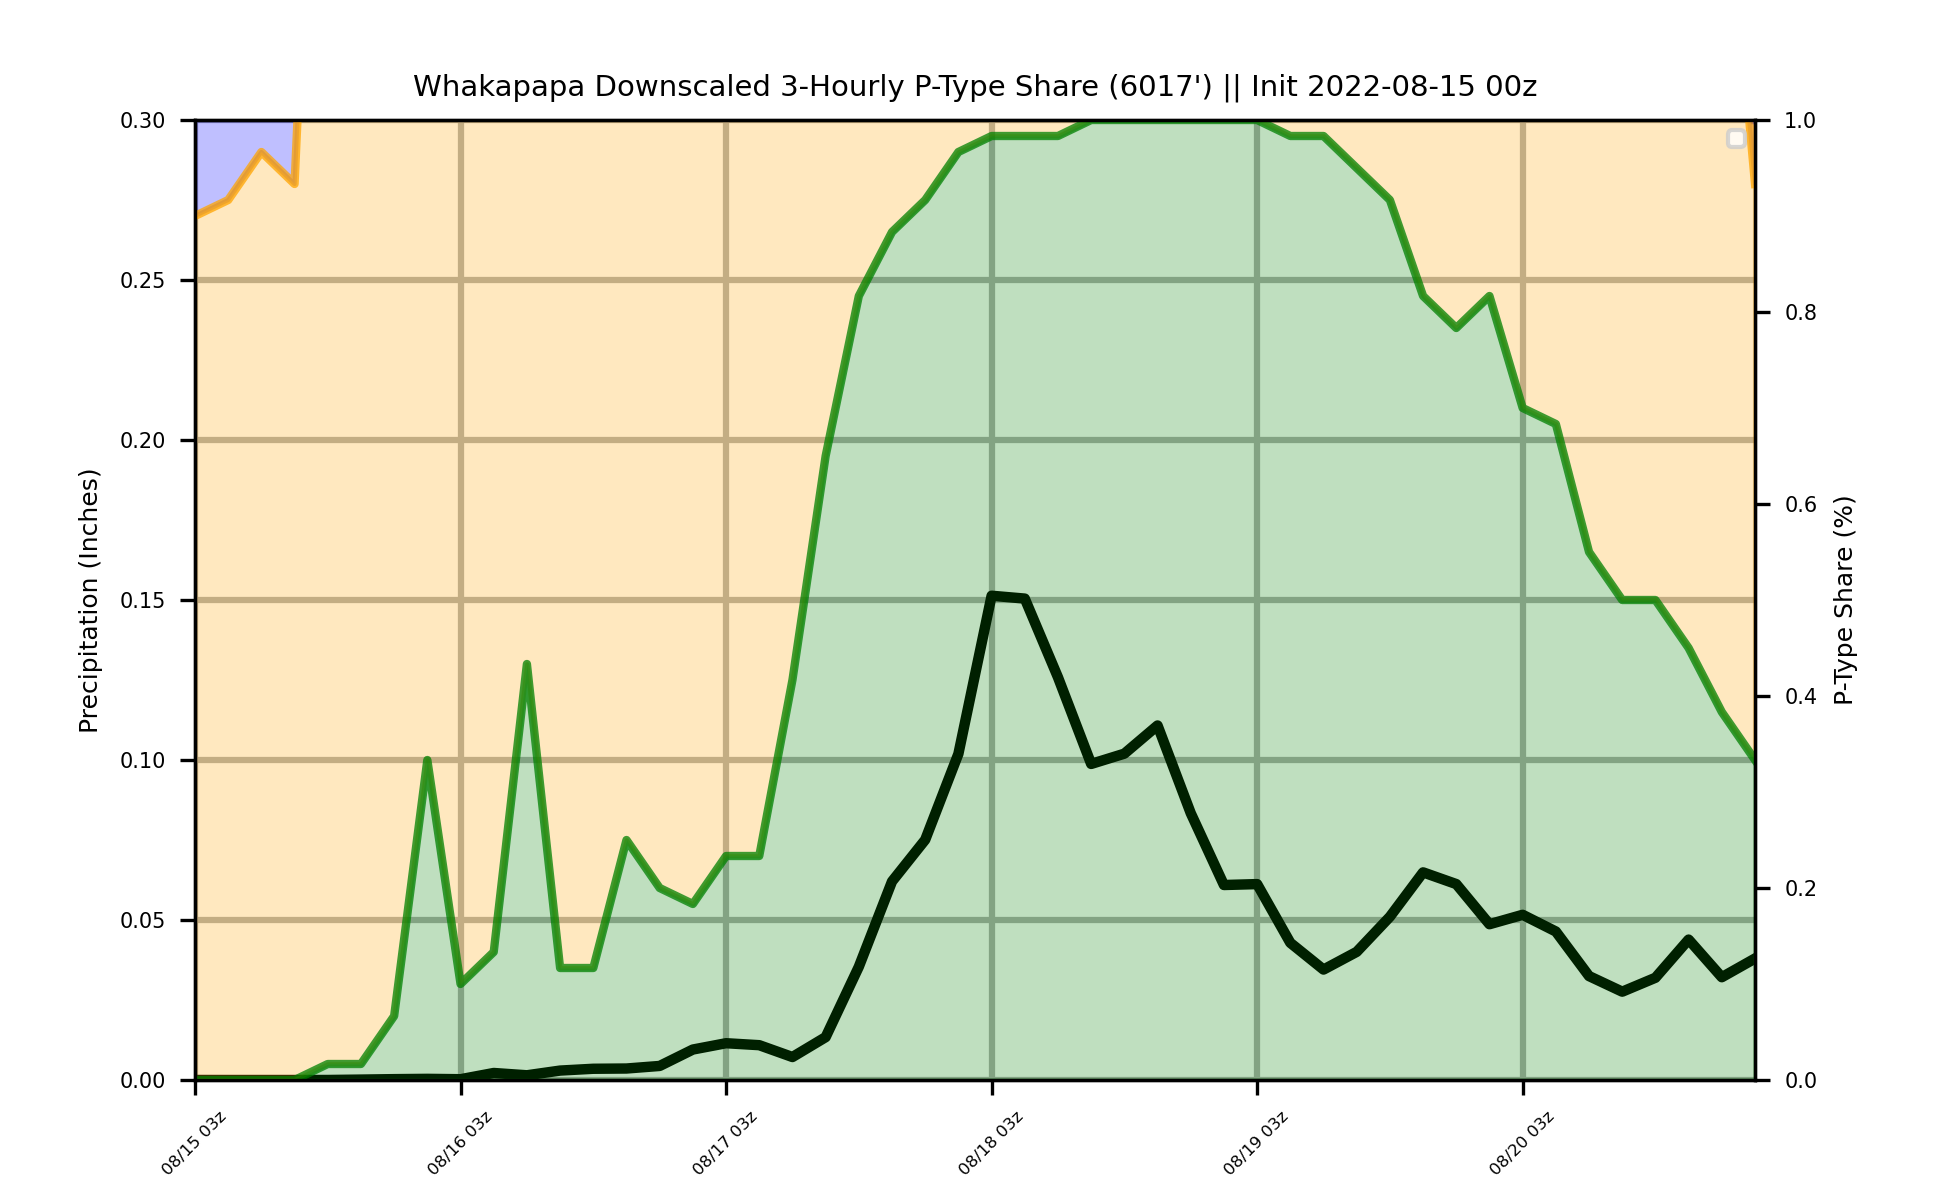 Whakapapa Downscaled 3-Hourly P-Type Share (6017') || Init 2022-08-15 00z
0.30
0.25
0.20
0.15
0.10
0.05
0.00
Precipitation (Inches)
1.0
0.8
0.6
0.4
0.2
0.0
P-Type Share (%)
08/15 03z
08/16 03z
08/17 03z
08/18 03z
08/19 03z
08/20 03z